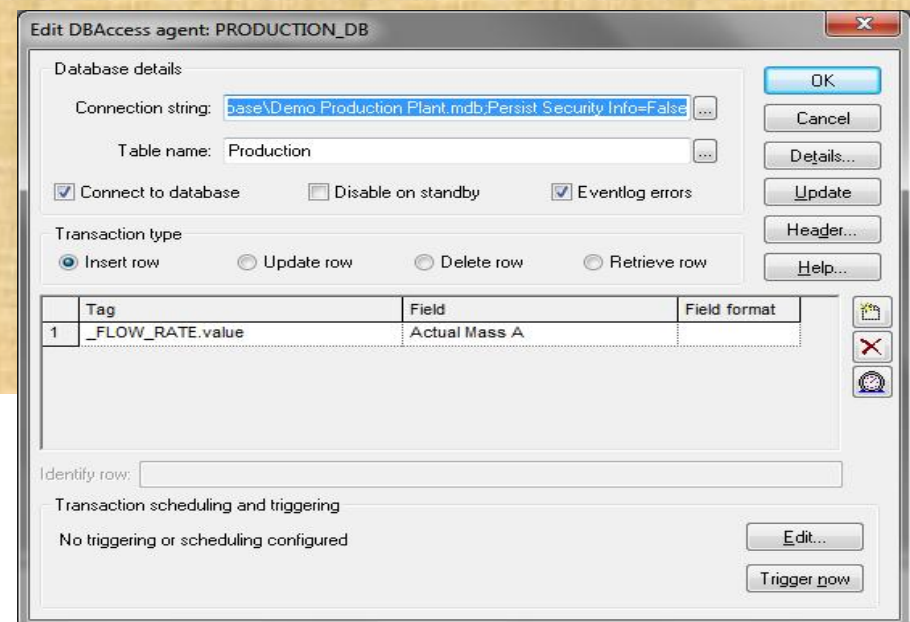 Edit DBAccess agent: PRODUCTION_DB
Database details
Connection string: base\Demo Production Plant.mdb;Persist Security Info=False ...
Table name: Production ...
Connect to database Disable on standby Eventlog errors
OK
Cancel
Details...
Update
Header...
Help...
Transaction type
Insert row Update row Delete row Retrieve row
Tag Field Field format
1 _FLOW_RATE.value Actual Mass A
Identify row:
Transaction scheduling and triggering
No triggering or scheduling configured
Edit...
Trigger now